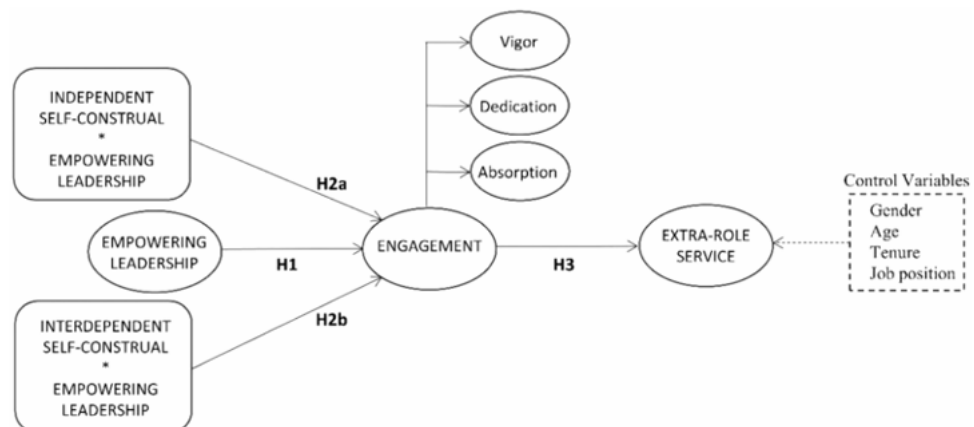 Vigor
Dedication
Absorption
INDEPENDENT
SELF-CONSTRUAL
*
EMPOWERING
LEADERSHIP
H2a
EMPOWERING
LEADERSHIP
H1
ENGAGEMENT
H3
EXTRA-ROLE
SERVICE
Control Variables
Gender
Age
Tenure
Job position
H2b
INTERDEPENDENT
SELF-CONSTRUAL
*
EMPOWERING
LEADERSHIP